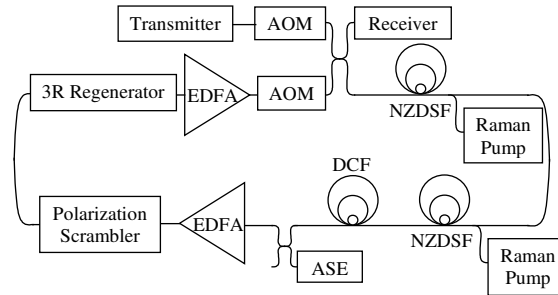 Transmitter
AOM
Receiver
3R Regenerator
EDFA
AOM
NZDSF
Raman
Pump
DCF
Polarization
Scrambler
EDFA
NZDSF
ASE
Raman
Pump